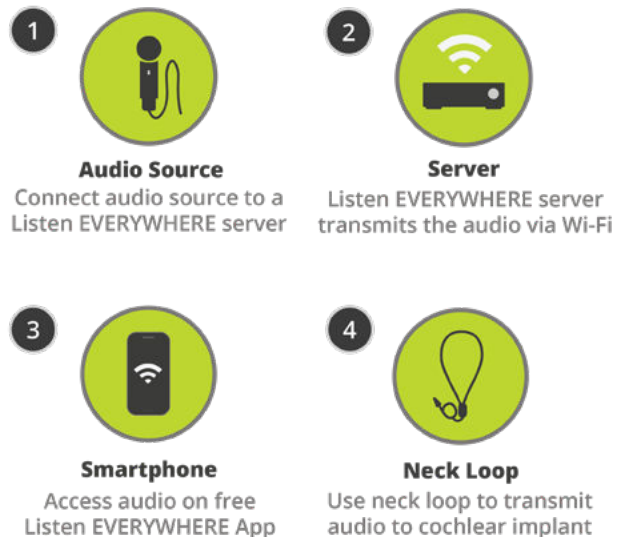 1
Audio Source
Connect audio source to a
Listen EVERYWHERE server
2
Server
Listen EVERYWHERE server
transmits the audio via Wi-Fi
3
Smartphone
Access audio on free
Listen EVERYWHERE App
4
Neck Loop
Use neck loop to transmit
audio to cochlear implant